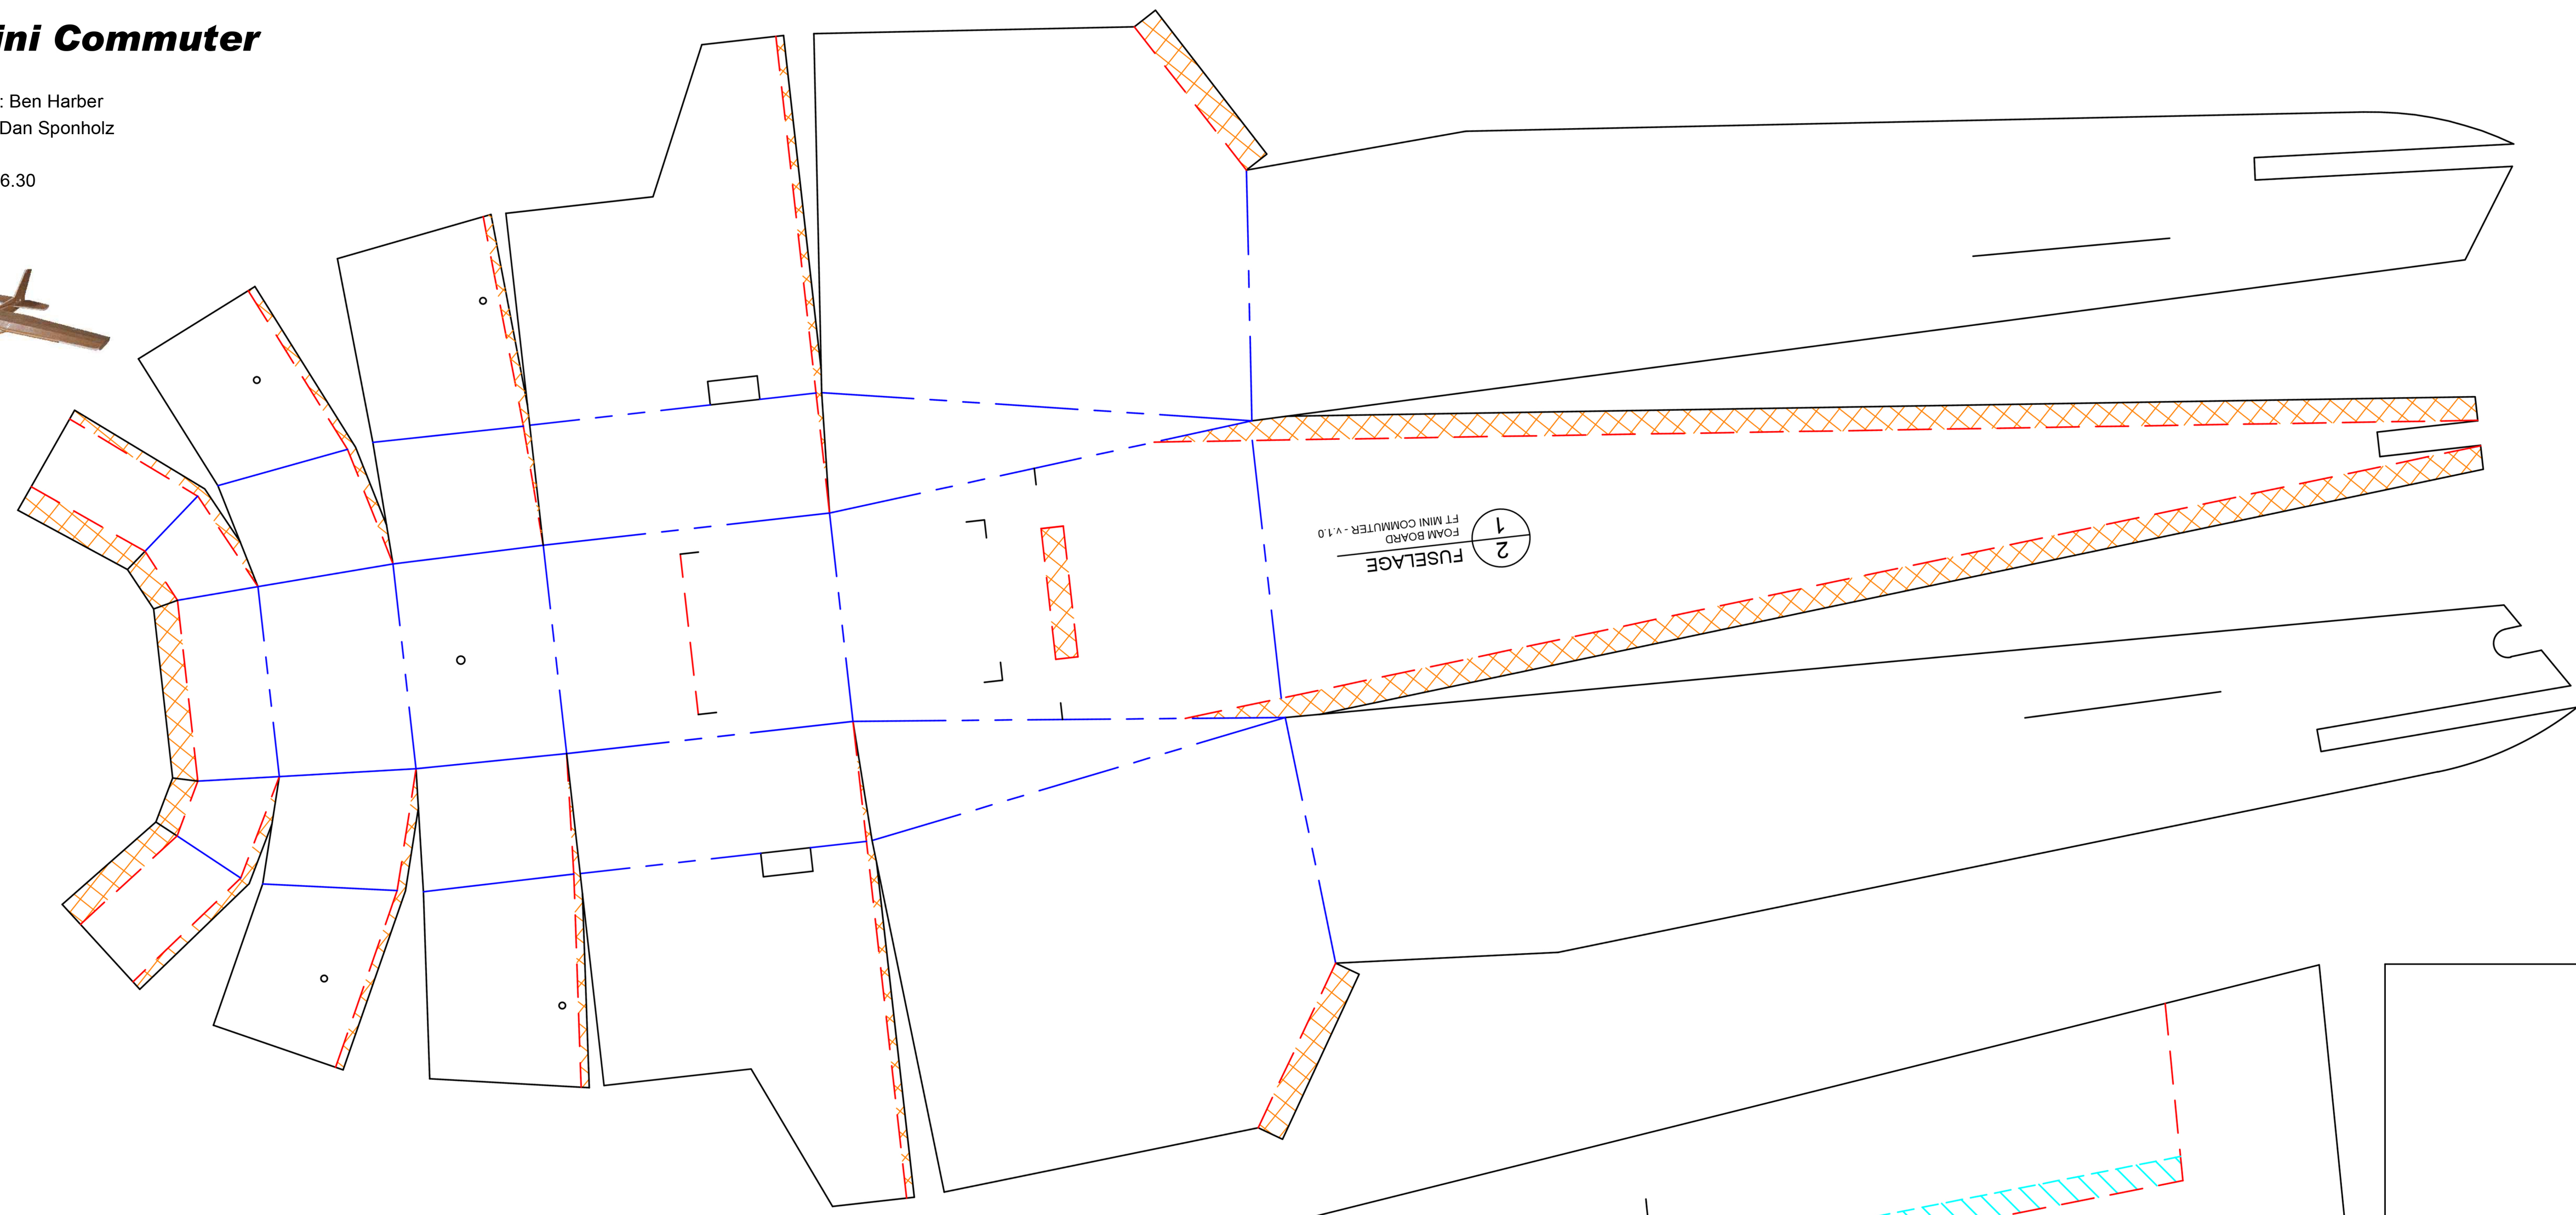 ini Commuter
: Ben Harber
Dan Sponholz
6.30
FUSELAGE
FOAM BOARD
FT MINI COMMUTER - v.1.0
2
1